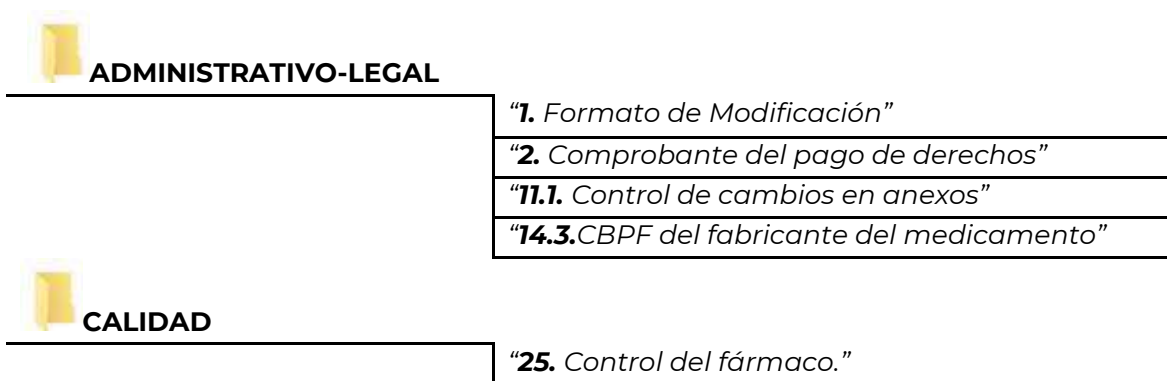 ADMINISTRATIVO-LEGAL
“1. Formato de Modificación”
“2. Comprobante del pago de derechos”
“11.1. Control de cambios en anexos”
“14.3.CBPF del fabricante del medicamento”
CALIDAD
“25. Control del fármaco.”